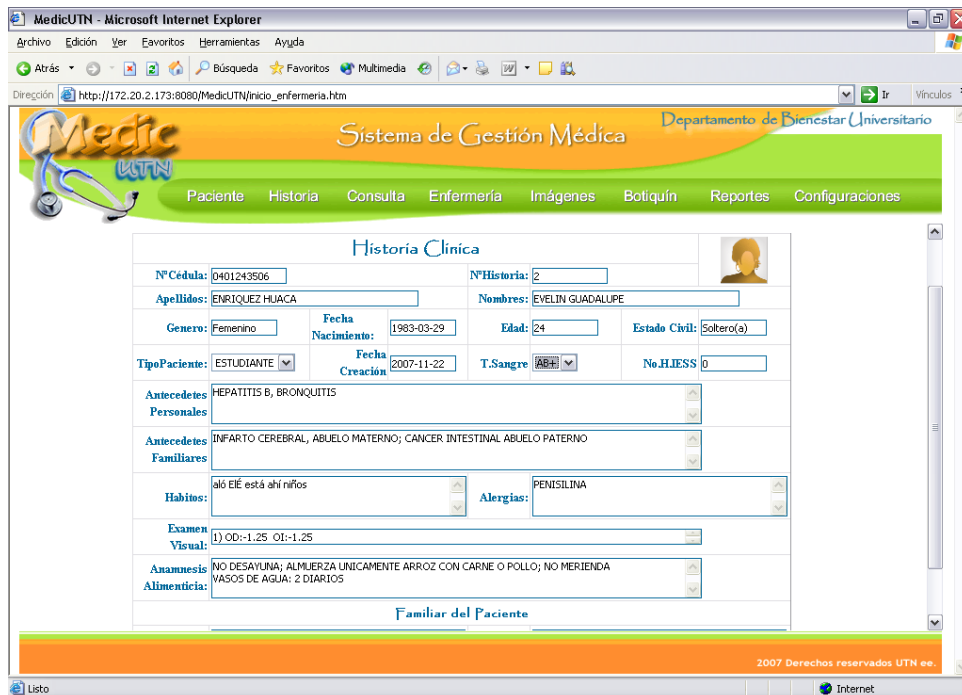 MedicUTN - Microsoft Internet Explorer
Archivo Edición Ver Favoritos Herramientas Ayuda
Atrás Búsqueda Favoritos Multimedia
Dirección http://172.20.2.173:8080/MedicUTN/inicio_enfermeria.htm Ir Vínculos
Medic UTN
Sistema de Gestión Médica
Departamento de Bienestar Universitario
Paciente Historia Consulta Enfermería Imágenes Botiquín Reportes Configuraciones
Historia Clinica
NºCédula: 0401243506 NºHistoria: 2
Apellidos: ENRIQUEZ HUACA Nombres: EVELIN GUADALUPE
Genero: Femenino Fecha Nacimiento: 1983-03-29 Edad: 24 Estado Civil: Soltero(a)
TipoPaciente: ESTUDIANTE Fecha Creación 2007-11-22 T.Sangre AB+ No.H.IESS 0
Antecedetes Personales HEPATITIS B, BRONQUITIS
Antecedetes Familiares INFARTO CEREBRAL, ABUELO MATERNO; CANCER INTESTINAL ABUELO PATERNO
Habitos: aló ElÉ está ahí niños Alergias: PENISILINA
Examen Visual: 1) OD:-1.25 OI:-1.25
Anamnesis Alimenticia: NO DESAYUNA; ALMUERZA UNICAMENTE ARROZ CON CARNE O POLLO; NO MERIENDA
VASOS DE AGUA: 2 DIARIOS
Familiar del Paciente
2007 Derechos reservados UTN ee.
Listo Internet